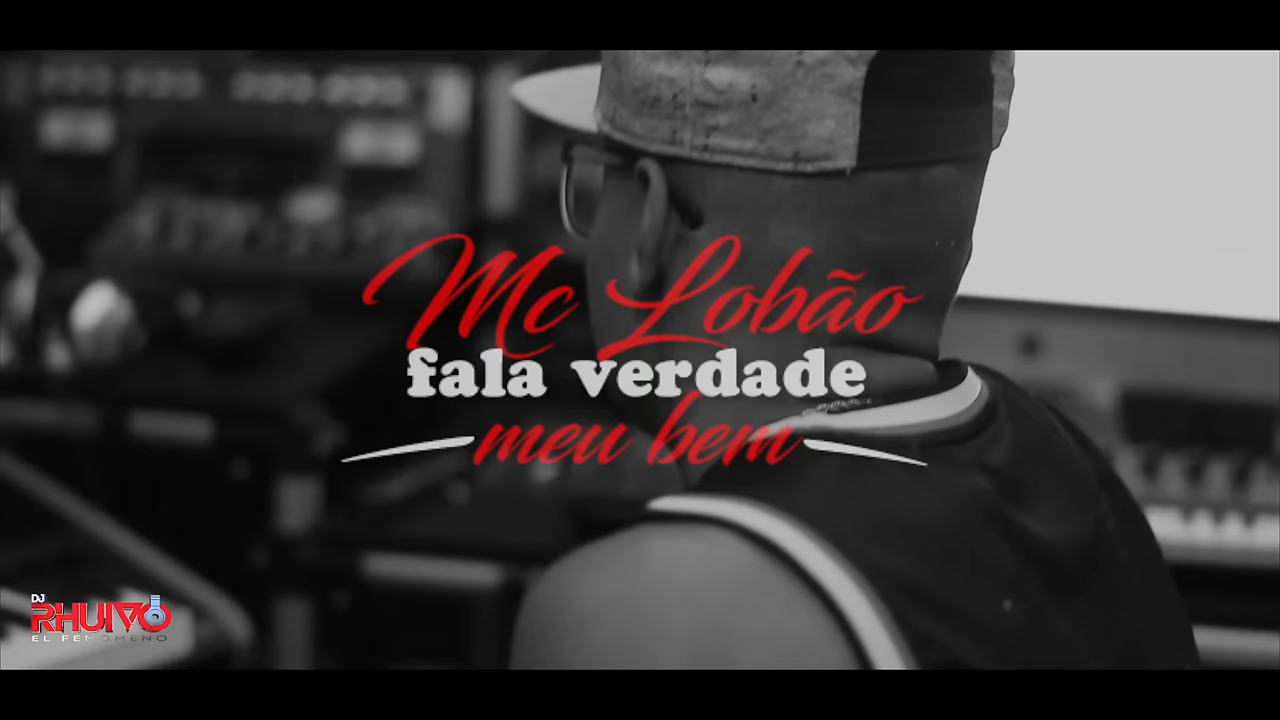 Mc Lobão
fala verdade
meu bem
DJ
RHUIVO
EL FENOMENO